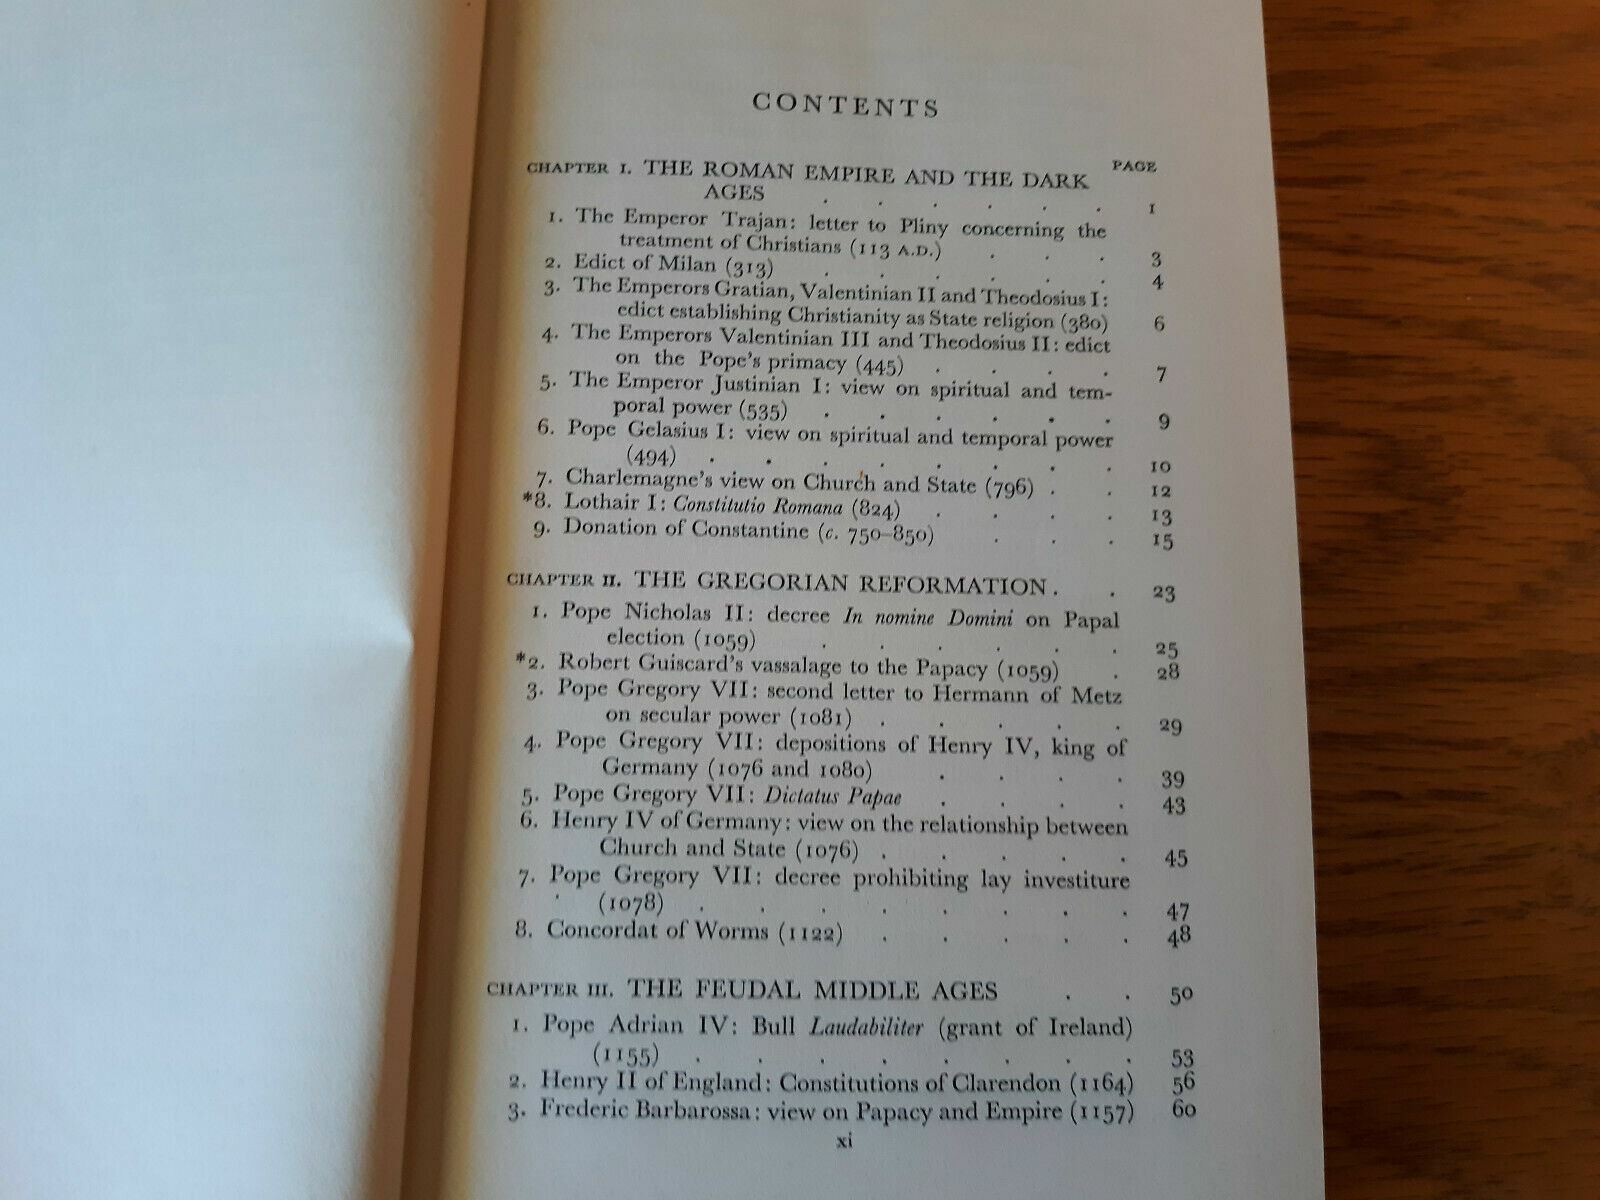 CONTENTS
PAGE
CHAPTER I. THE ROMAN EMPIRE AND THE DARK
AGES . . . . . . 1
1. The Emperor Trajan: letter to Pliny concerning the
treatment of Christians (113 A.D.) . . . 3
2. Edict of Milan (313) . . . . . . 4
3. The Emperors Gratian, Valentinian II and Theodosius I:
edict establishing Christianity as State religion (380) 6
4. The Emperors Valentinian III and Theodosius II: edict
on the Pope's primacy (445) . . . . 7
5. The Emperor Justinian I: view on spiritual and tem-
poral power (535) . . . . . . 9
6. Pope Gelasius I: view on spiritual and temporal power
(494) . . . . . . . . 10
7. Charlemagne's view on Church and State (796) . . 12
*8. Lothair I: Constitutio Romana (824) . . . . 13
9. Donation of Constantine (c. 750–850) . . . 15
CHAPTER II. THE GREGORIAN REFORMATION . . 23
1. Pope Nicholas II: decree In nomine Domini on Papal
election (1059) . . . . . . 25
*2. Robert Guiscard's vassalage to the Papacy (1059) . 28
3. Pope Gregory VII: second letter to Hermann of Metz
on secular power (1081) . . . . . 29
4. Pope Gregory VII: depositions of Henry IV, king of
Germany (1076 and 1080) . . . . 39
5. Pope Gregory VII: Dictatus Papae . . . . 43
6. Henry IV of Germany: view on the relationship between
Church and State (1076) . . . . . 45
7. Pope Gregory VII: decree prohibiting lay investiture
(1078) . . . . . . . . 47
8. Concordat of Worms (1122) . . . . . 48
CHAPTER III. THE FEUDAL MIDDLE AGES . . 50
1. Pope Adrian IV: Bull Laudabiliter (grant of Ireland)
(1155) . . . . . . . . 53
2. Henry II of England: Constitutions of Clarendon (1164) 56
3. Frederic Barbarossa: view on Papacy and Empire (1157) 60
xi